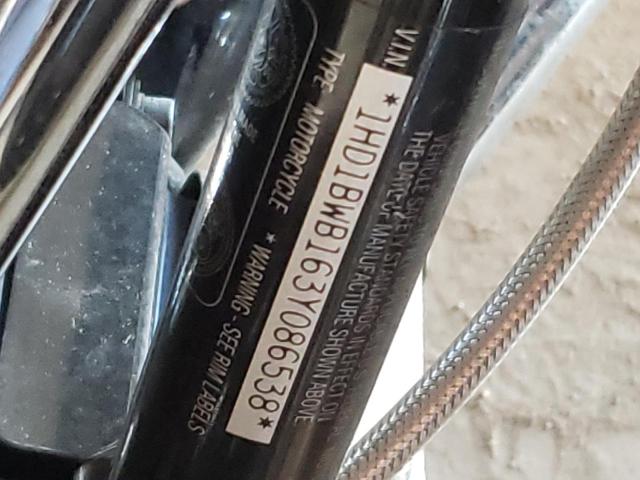 V.I.N.
*1HD1BWB163Y086538*
TYPE MOTORCYCLE * WARNING - SEE RIM LABELS
VEHICLE SAFETY STANDARDS IN EFFECT ON
THE DATE OF MANUFACTURE SHOWN ABOVE